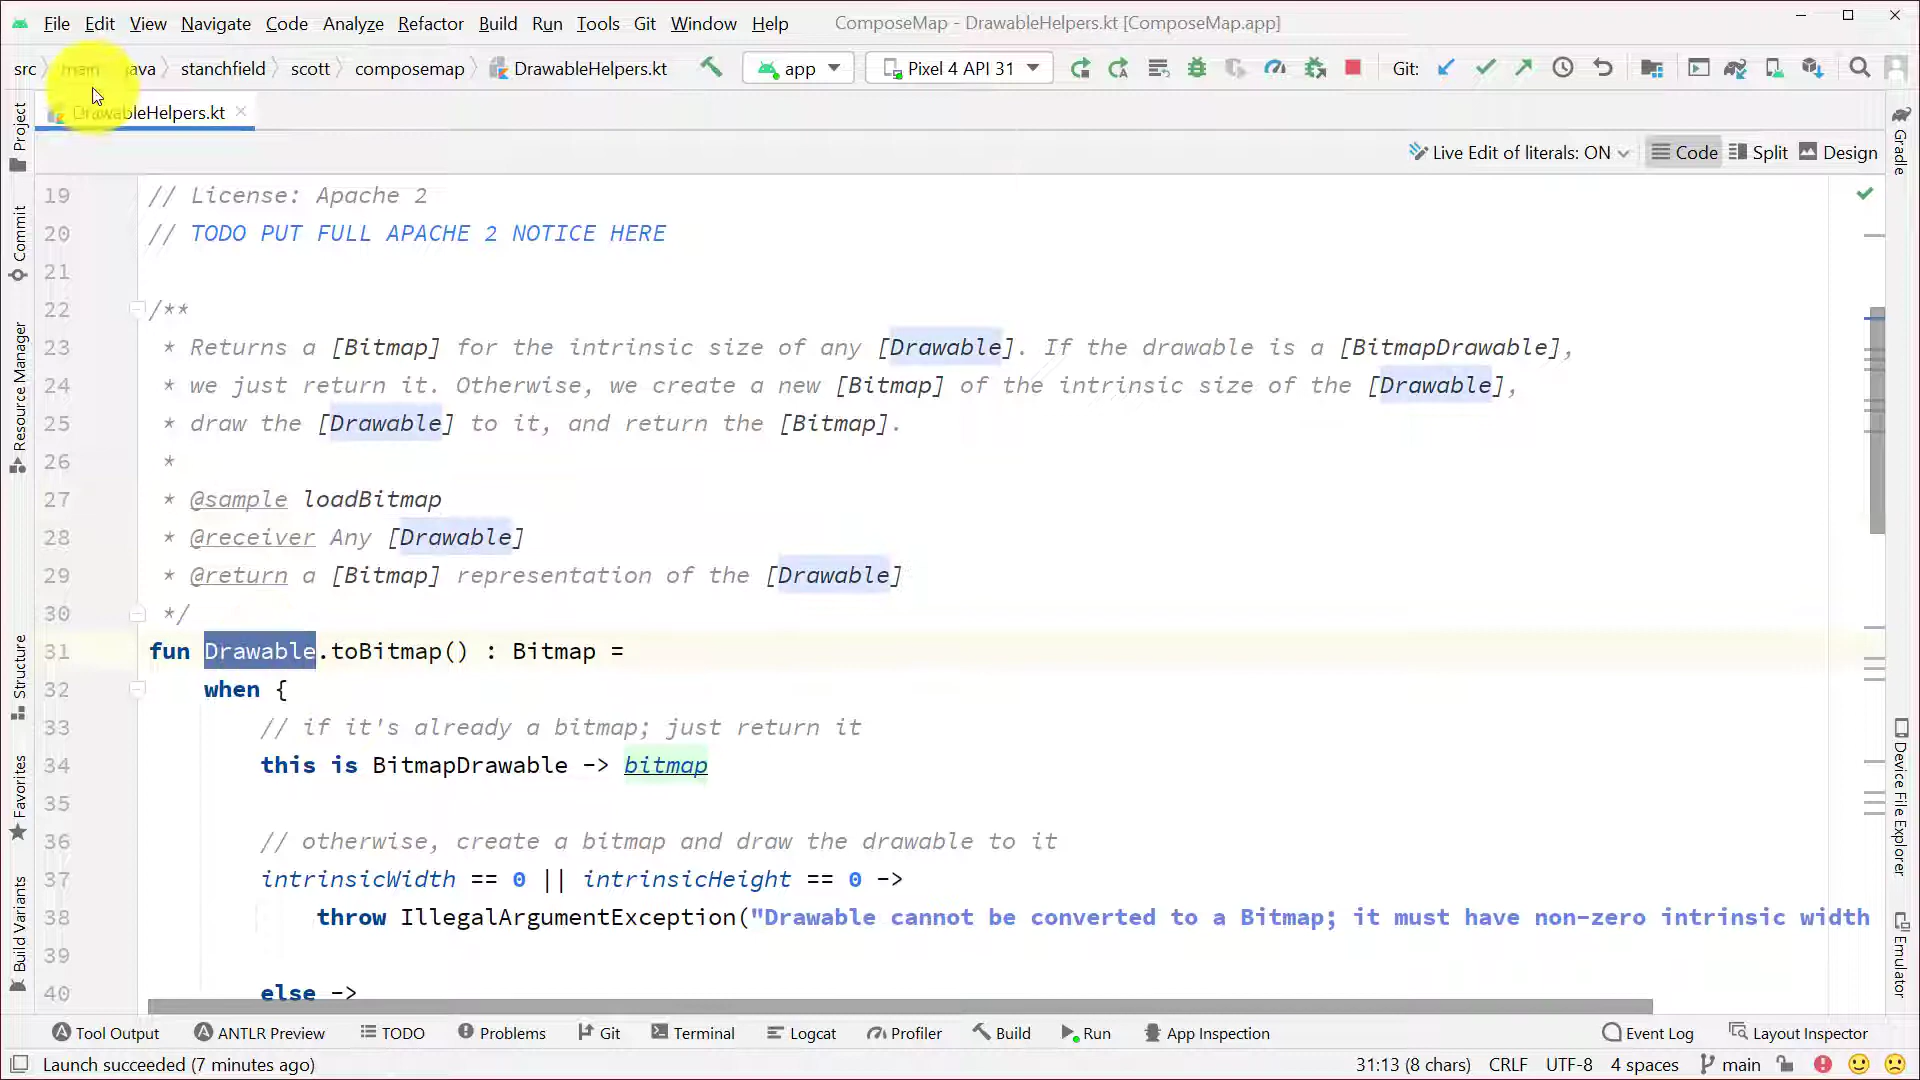 File Edit View Navigate Code Analyze Refactor Build Run Tools Git Window Help ComposeMap - DrawableHelpers.kt [ComposeMap.app]
src main java stanchfield scott composemap DrawableHelpers.kt app Pixel 4 API 31 Git:
DrawableHelpers.kt
Live Edit of literals: ON Code Split Design
19 // License: Apache 2
20 // TODO PUT FULL APACHE 2 NOTICE HERE
21
22 /**
23 * Returns a [Bitmap] for the intrinsic size of any [Drawable]. If the drawable is a [BitmapDrawable],
24 * we just return it. Otherwise, we create a new [Bitmap] of the intrinsic size of the [Drawable],
25 * draw the [Drawable] to it, and return the [Bitmap].
26 *
27 * @sample loadBitmap
28 * @receiver Any [Drawable]
29 * @return a [Bitmap] representation of the [Drawable]
30 */
31 fun Drawable.toBitmap() : Bitmap =
32 when {
33 // if it's already a bitmap; just return it
34 this is BitmapDrawable -> bitmap
35
36 // otherwise, create a bitmap and draw the drawable to it
37 intrinsicWidth == 0 || intrinsicHeight == 0 ->
38 throw IllegalArgumentException("Drawable cannot be converted to a Bitmap; it must have non-zero intrinsic width
39
40 else ->
Project
Commit
Resource Manager
Structure
Favorites
Build Variants
Gradle
Device File Explorer
Emulator
Tool Output ANTLR Preview TODO Problems Git Terminal Logcat Profiler Build Run App Inspection Event Log Layout Inspector
Launch succeeded (7 minutes ago) 31:13 (8 chars) CRLF UTF-8 4 spaces main